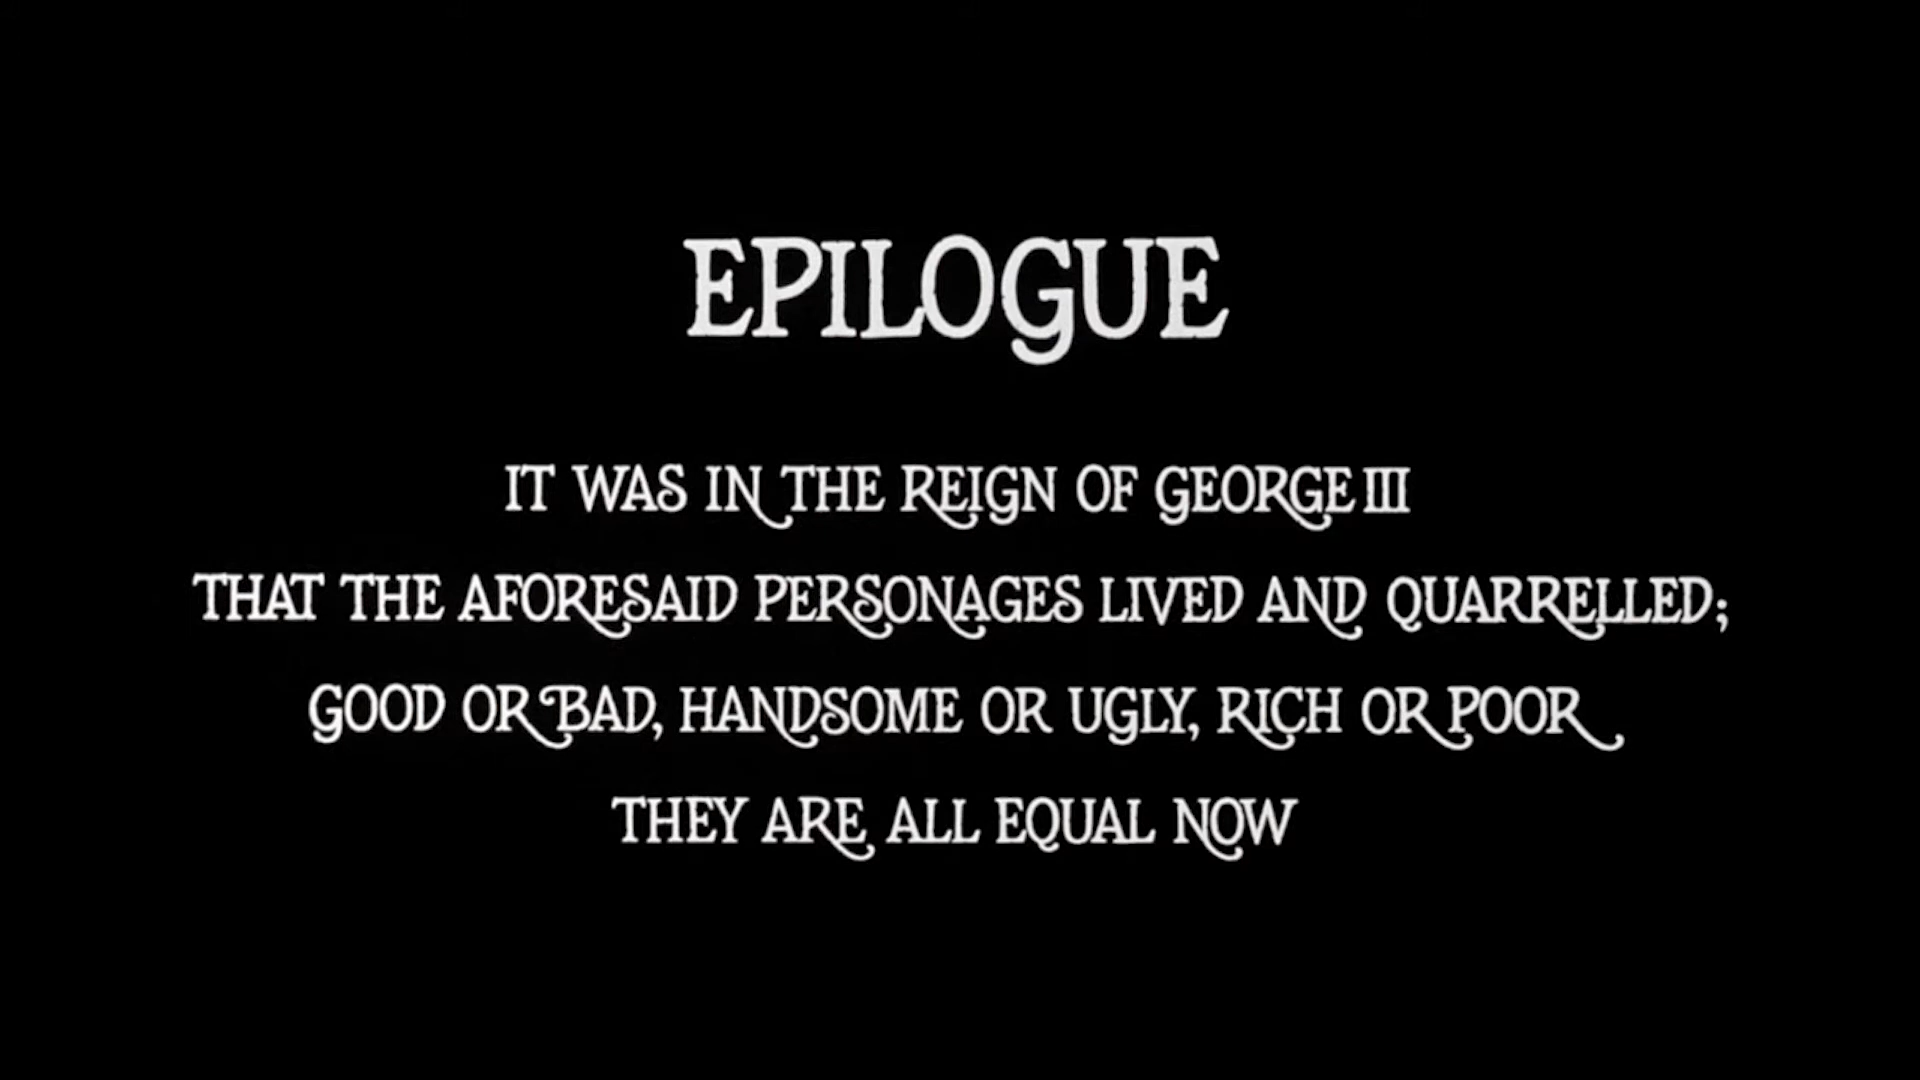 EPILOGUE
IT WAS IN THE REIGN OF GEORGE III
THAT THE AFORESAID PERSONAGES LIVED AND QUARRELLED;
GOOD OR BAD, HANDSOME OR UGLY, RICH OR POOR
THEY ARE ALL EQUAL NOW